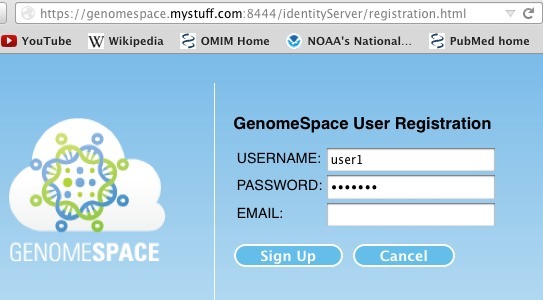 https://genomespace.mystuff.com:8444/identityServer/registration.html
YouTube W Wikipedia OMIM Home NOAA's National... PubMed home
GenomeSpace User Registration
USERNAME: user1
PASSWORD: •••••••
EMAIL:
Sign Up Cancel
GENOMESPACE